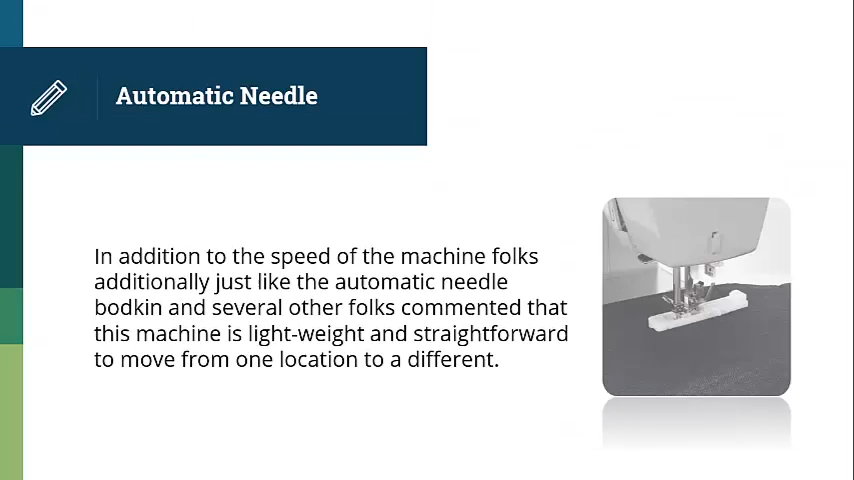 Automatic Needle
In addition to the speed of the machine folks
additionally just like the automatic needle
bodkin and several other folks commented that
this machine is light-weight and straightforward
to move from one location to a different.